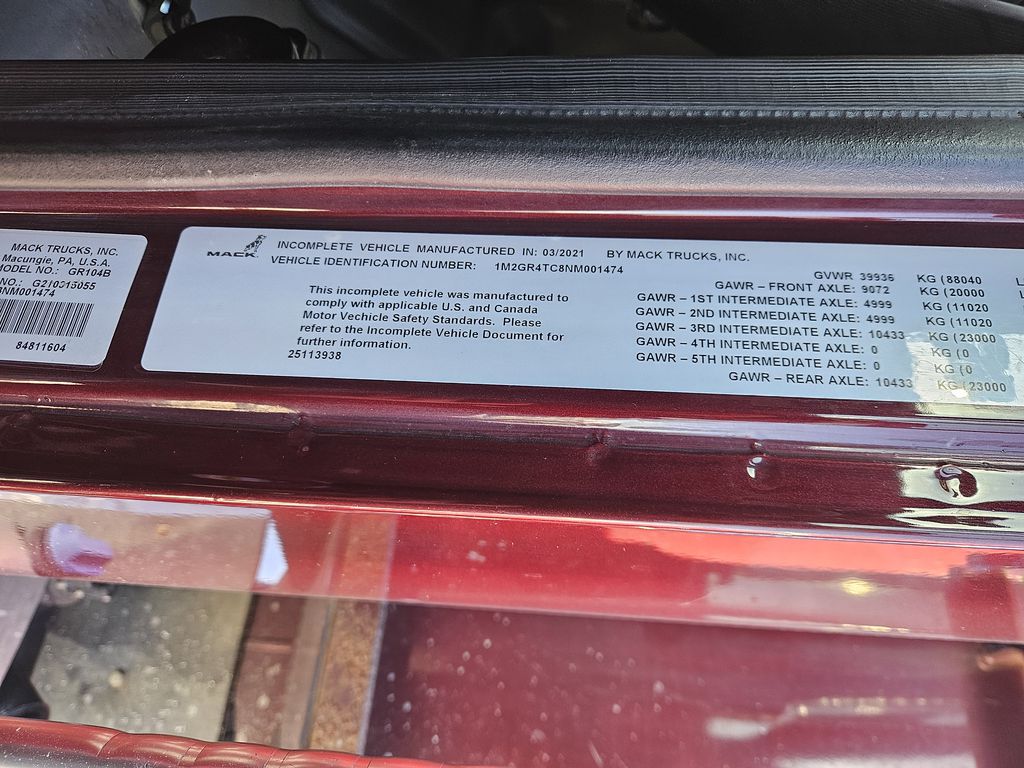 MACK TRUCKS, INC.
Macungie, PA, U.S.A.
MODEL NO.: GR104B
NO.:
8NM001474
84811604
MACK
INCOMPLETE VEHICLE MANUFACTURED IN: 03/2021 BY MACK TRUCKS, INC.
VEHICLE IDENTIFICATION NUMBER: 1M2GR4TC8NM001474
This incomplete vehicle was manufactured to
comply with applicable U.S. and Canada
Motor Vechicle Safety Standards. Please
refer to the Incomplete Vehicle Document for
further information.
25113938
GVWR 39936 KG (88040
GAWR – FRONT AXLE: 9072 KG (20000
GAWR – 1ST INTERMEDIATE AXLE: 4999 KG (11020
GAWR – 2ND INTERMEDIATE AXLE: 4999 KG (11020
GAWR – 3RD INTERMEDIATE AXLE: 10433 KG (23000
GAWR – 4TH INTERMEDIATE AXLE: 0 KG (0
GAWR – 5TH INTERMEDIATE AXLE: 0 KG (0
GAWR – REAR AXLE: 10433 KG (23000